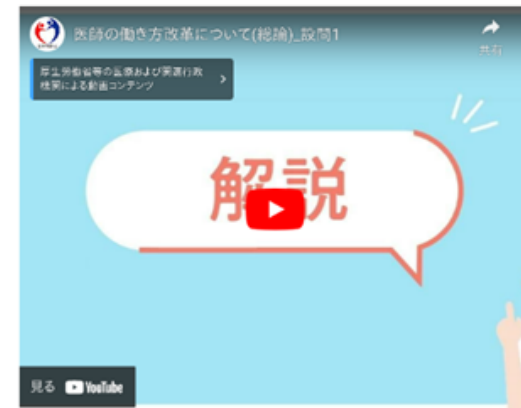 医師の働き方改革について(総論)_設問1
共有
厚生労働省等の医療および関連行政
機関による動画コンテンツ
解説
見る YouTube